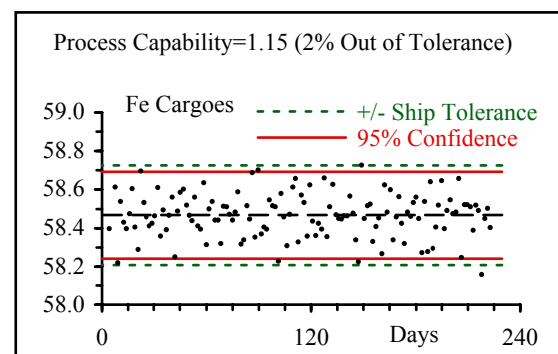 Process Capability=1.15 (2% Out of Tolerance)
Fe Cargoes
+/- Ship Tolerance
95% Confidence
59.0
58.8
58.6
58.4
58.2
58.0
0
120
Days
240